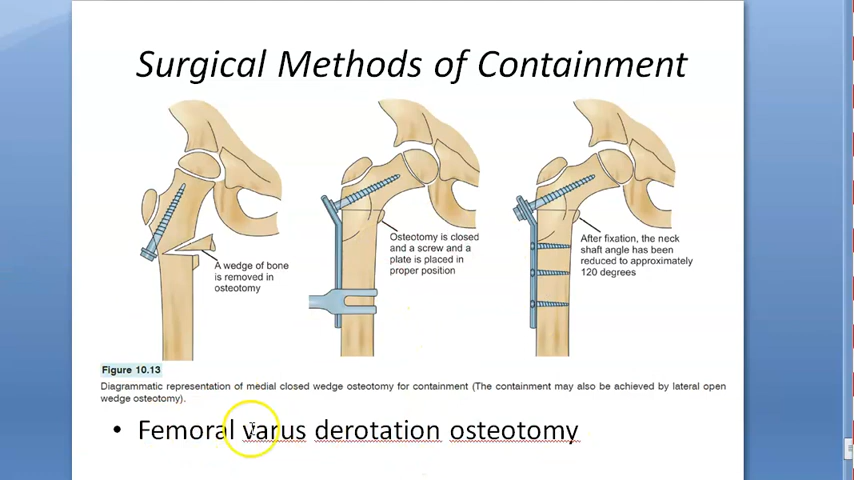 Surgical Methods of Containment
A wedge of bone
is removed in
osteotomy
Osteotomy is closed
and a screw and a
plate is placed in
proper position
After fixation, the neck
shaft angle has been
reduced to approximately
120 degrees
Figure 10.13
Diagrammatic representation of medial closed wedge osteotomy for containment (The containment may also be achieved by lateral open
wedge osteotomy).
• Femoral varus derotation osteotomy